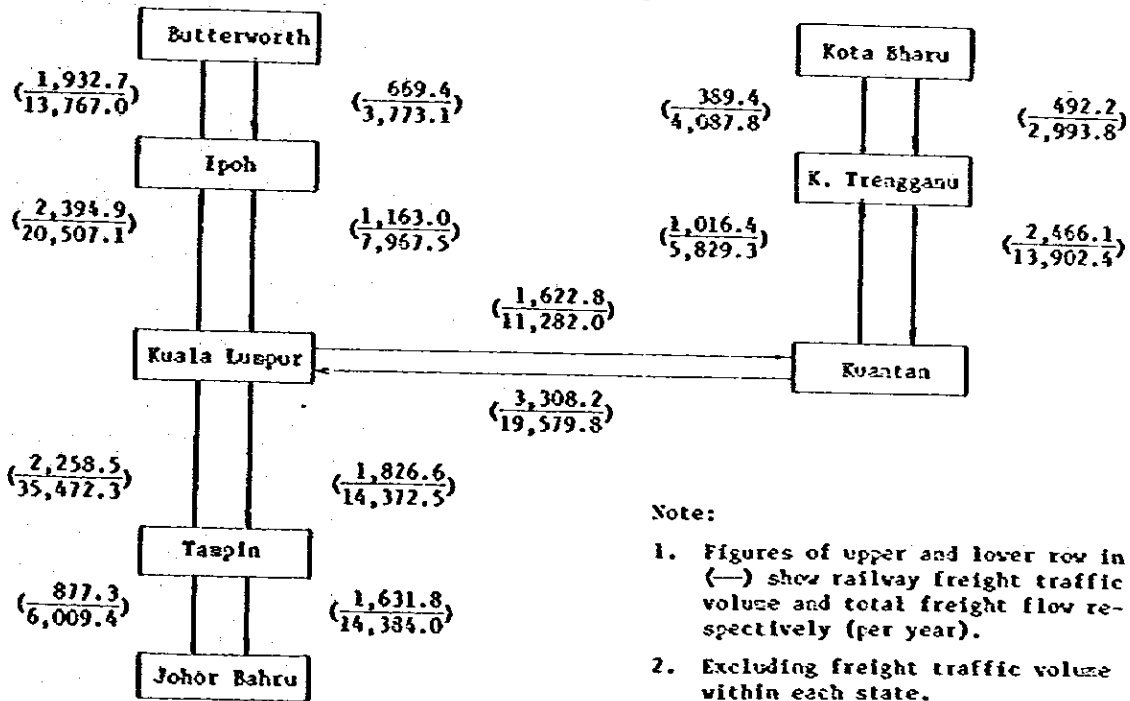 Butterworth
Kota Bharu
(1,932.7/13,767.0)
(669.4/3,773.1)
(389.4/4,087.8)
(492.2/2,993.8)
Ipoh
K. Trengganu
(2,394.9/20,507.1)
(1,163.0/7,967.5)
(1,016.4/5,829.3)
(2,466.1/13,902.4)
(1,622.8/11,282.0)
Kuala Lumpur
Kuantan
(3,308.2/19,579.8)
(2,258.5/35,472.3)
(1,826.6/14,372.5)
Tampin
(877.3/6,009.4)
(1,631.8/14,384.0)
Johor Bahru
Note:
1. Figures of upper and lower row in
(—) show railway freight traffic
volume and total freight flow re-
spectively (per year).
2. Excluding freight traffic volume
within each state.